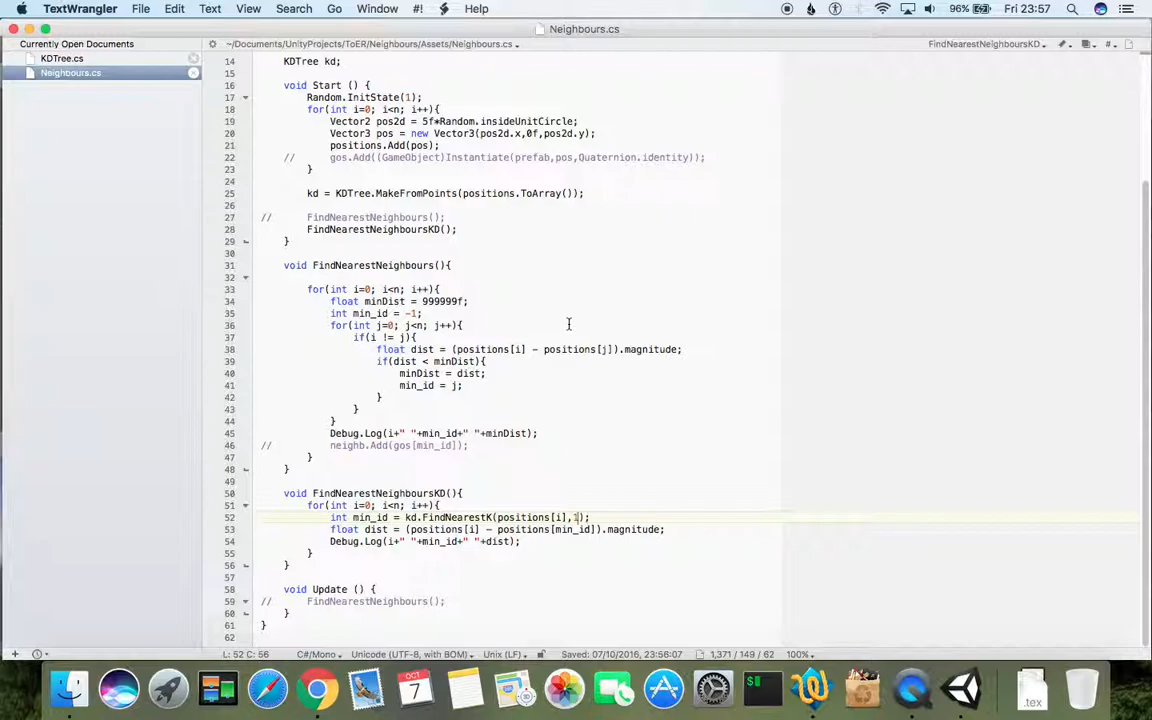 TextWrangler File Edit View Search Go Window #! Help 96% Fri 23:57
Neighbours.cs
Currently Open Documents
~/Documents/UnityProjects/ToER/Neighbours/Assets/Neighbours.cs
FindNearestNeighboursKD
KDTree.cs
Neighbours.cs
14 KDTree kd;
15
16 void Start () {
17 Random.InitState(1);
18 for(int i=0; i<n; i++){
19 Vector2 pos2d = 5f*Random.insideUnitCircle;
20 Vector3 pos = new Vector3(pos2d.x,0f,pos2d.y);
21 positions.Add(pos);
22 // gos.Add((GameObject)Instantiate(prefab,pos,Quaternion.identity));
23 }
24
25 kd = KDTree.MakeFromPoints(positions.ToArray());
26
27 // FindNearestNeighbours();
28 FindNearestNeighboursKD();
29 }
30
31 void FindNearestNeighbours(){
32
33 for(int i=0; i<n; i++){
34 float minDist = 999999f;
35 int min_id = -1;
36 for(int j=0; j<n; j++){
37 if(i != j){
38 float dist = (positions[i] - positions[j]).magnitude;
39 if(dist < minDist){
40 minDist = dist;
41 min_id = j;
42 }
43 }
44 }
45 Debug.Log(i+" "+min_id+" "+minDist);
46 // neighb.Add(gos[min_id]);
47 }
48 }
49
50 void FindNearestNeighboursKD(){
51 for(int i=0; i<n; i++){
52 int min_id = kd.FindNearestK(positions[i],1);
53 float dist = (positions[i] - positions[min_id]).magnitude;
54 Debug.Log(i+" "+min_id+" "+dist);
55 }
56 }
57
58 void Update () {
59 // FindNearestNeighbours();
60 }
61 }
62
L: 52 C: 56 C#/Mono Unicode (UTF-8, with BOM) Unix (LF) Saved: 07/10/2016, 23:56:07 1,371 / 149 / 62 100%
OCT
7
$
.tex